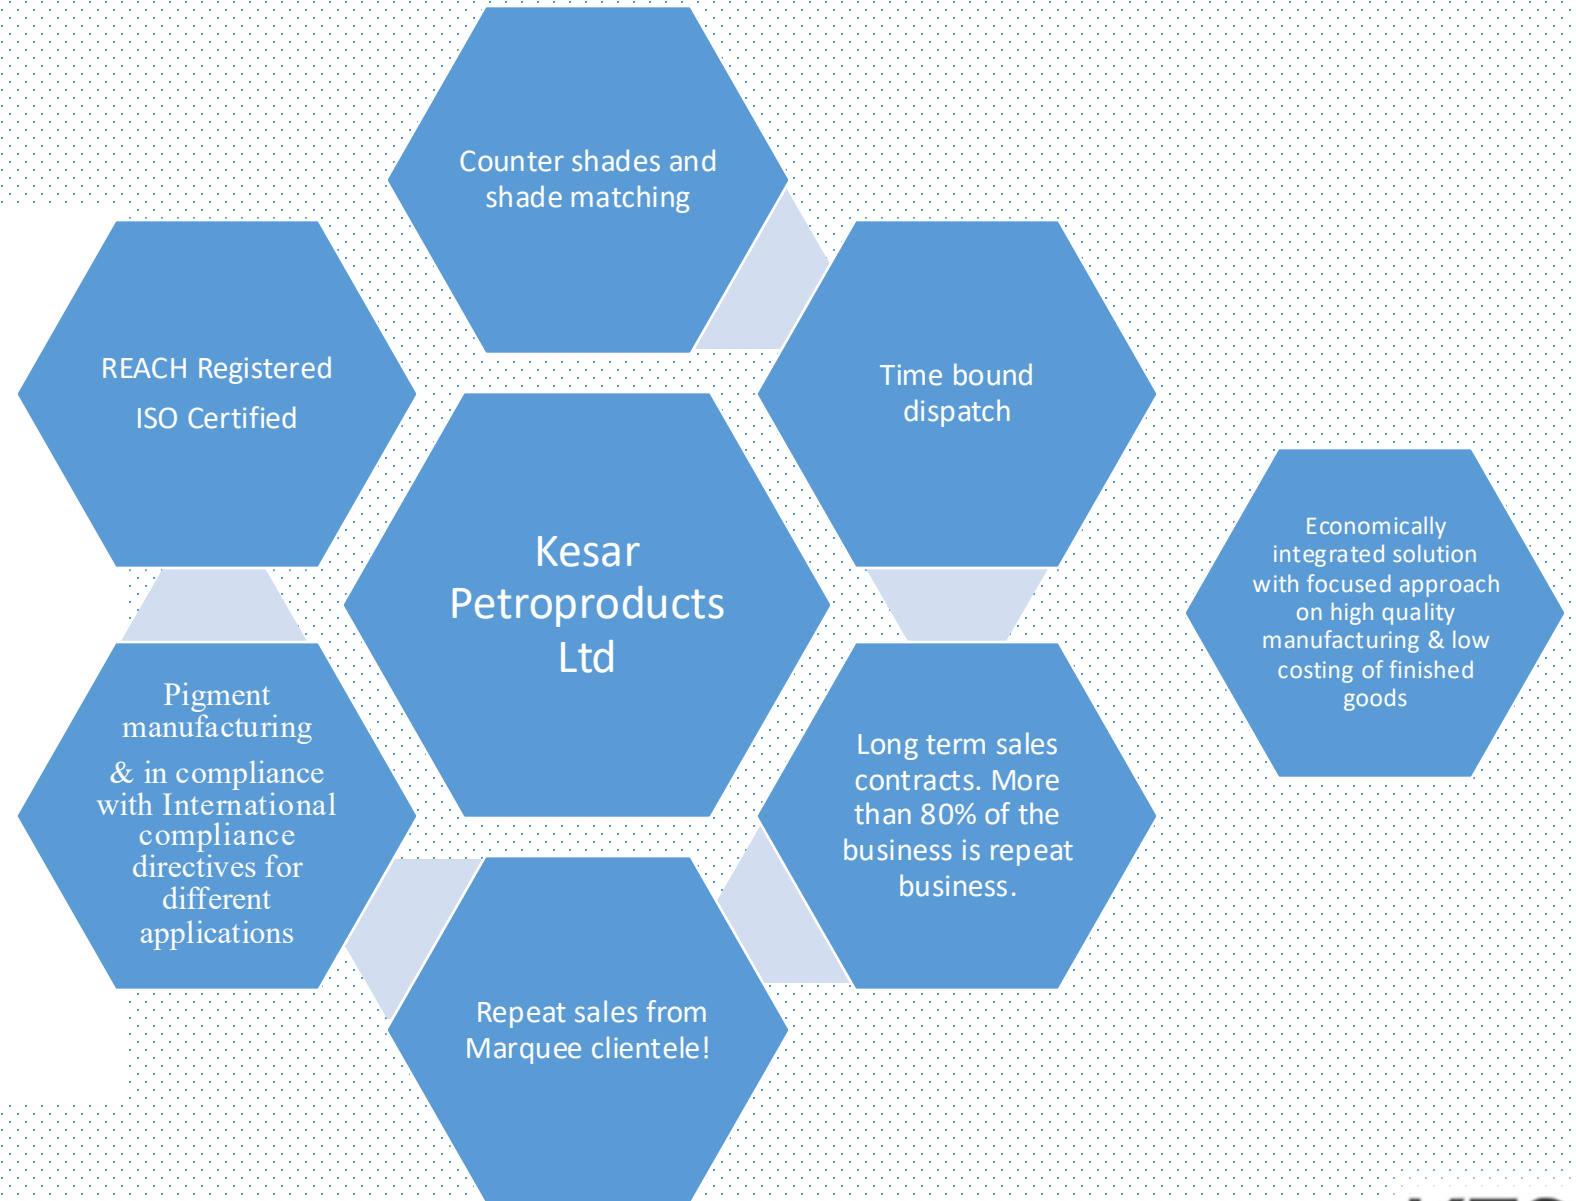 Counter shades and
shade matching
REACH Registered
ISO Certified
Time bound
dispatch
Kesar
Petroproducts
Ltd
Economically
integrated solution
with focused approach
on high quality
manufacturing & low
costing of finished
goods
Pigment
manufacturing
& in compliance
with International
compliance
directives for
different
applications
Long term sales
contracts. More
than 80% of the
business is repeat
business.
Repeat sales from
Marquee clientele!